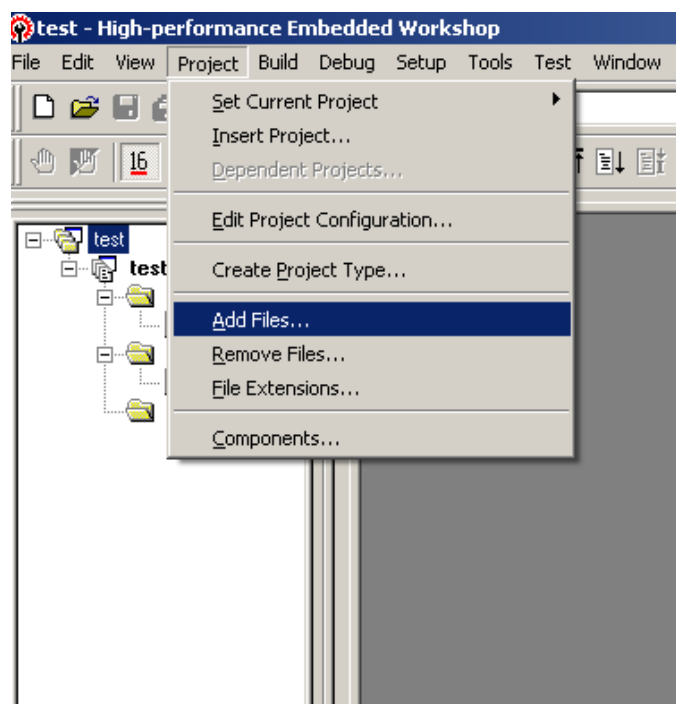 test - High-performance Embedded Workshop
File Edit View Project Build Debug Setup Tools Test Window
Set Current Project
Insert Project...
Dependent Projects...
16
Edit Project Configuration...
test
test
Create Project Type...
Add Files...
Remove Files...
File Extensions...
Components...